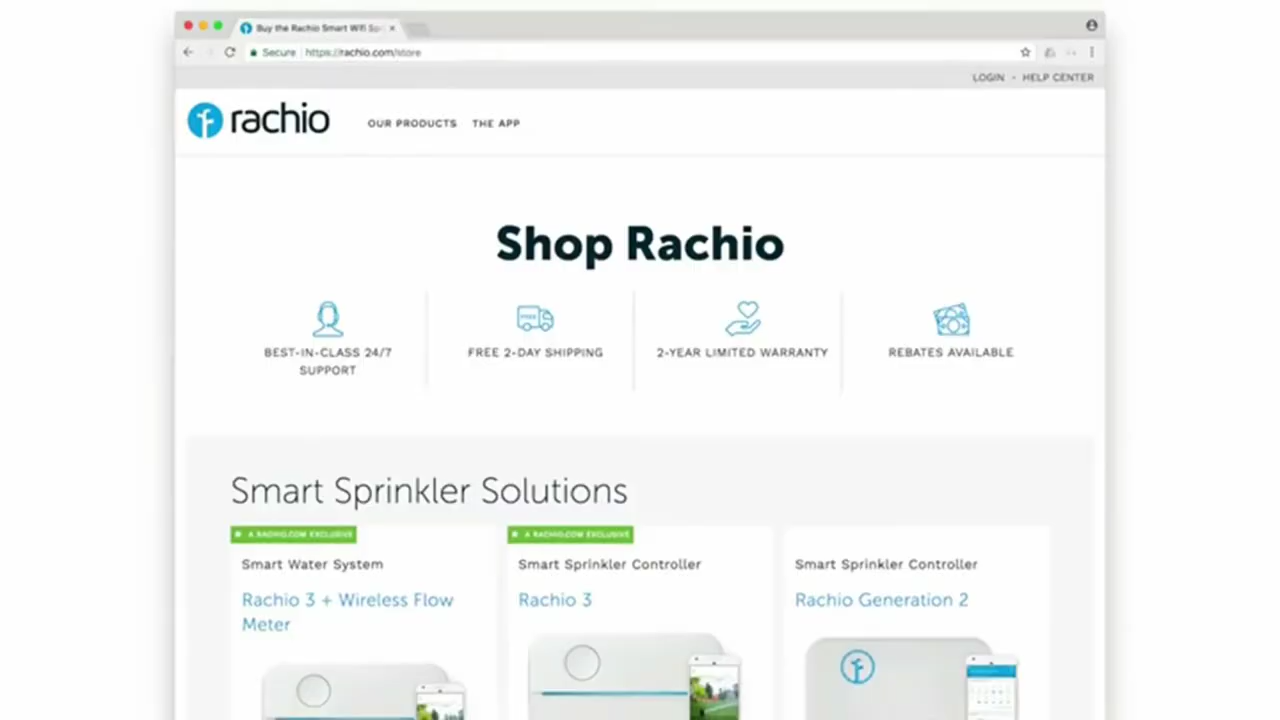 Buy the Rachio Smart Wifi Spr
Secure https://rachio.com/store
LOGIN - HELP CENTER
rachio OUR PRODUCTS THE APP
Shop Rachio
BEST-IN-CLASS 24/7
SUPPORT
FREE
FREE 2-DAY SHIPPING
2-YEAR LIMITED WARRANTY
REBATES AVAILABLE
Smart Sprinkler Solutions
A RACHIO.COM EXCLUSIVE
Smart Water System
Rachio 3 + Wireless Flow
Meter
A RACHIO.COM EXCLUSIVE
Smart Sprinkler Controller
Rachio 3
Smart Sprinkler Controller
Rachio Generation 2